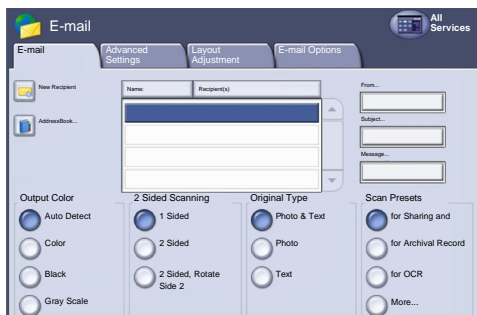 E-mail
All
Services
E-mail
Advanced
Settings
Layout
Adjustment
E-mail Options
New Recipient
Name:
Recipient(s)
From...
AddressBook...
Subject...
Message...
Output Color
2 Sided Scanning
Original Type
Scan Presets
Auto Detect
1 Sided
Photo & Text
for Sharing and
Color
2 Sided
Photo
for Archival Record
Black
2 Sided, Rotate
Side 2
Text
for OCR
Gray Scale
More...